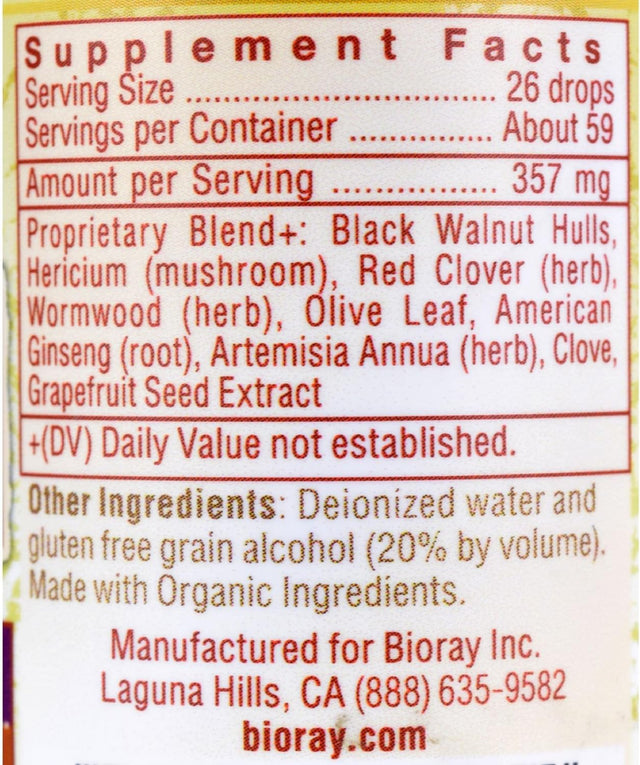 Supplement Facts
Serving Size ................................ 26 drops
Servings per Container ............... About 59
Amount per Serving ................. 357 mg
Proprietary Blend+: Black Walnut Hulls,
Hericium (mushroom), Red Clover (herb),
Wormwood (herb), Olive Leaf, American
Ginseng (root), Artemisia Annua (herb), Clove,
Grapefruit Seed Extract
+(DV) Daily Value not established.
Other Ingredients: Deionized water and
gluten free grain alcohol (20% by volume).
Made with Organic Ingredients.
Manufactured for Bioray Inc.
Laguna Hills, CA (888) 635-9582
bioray.com